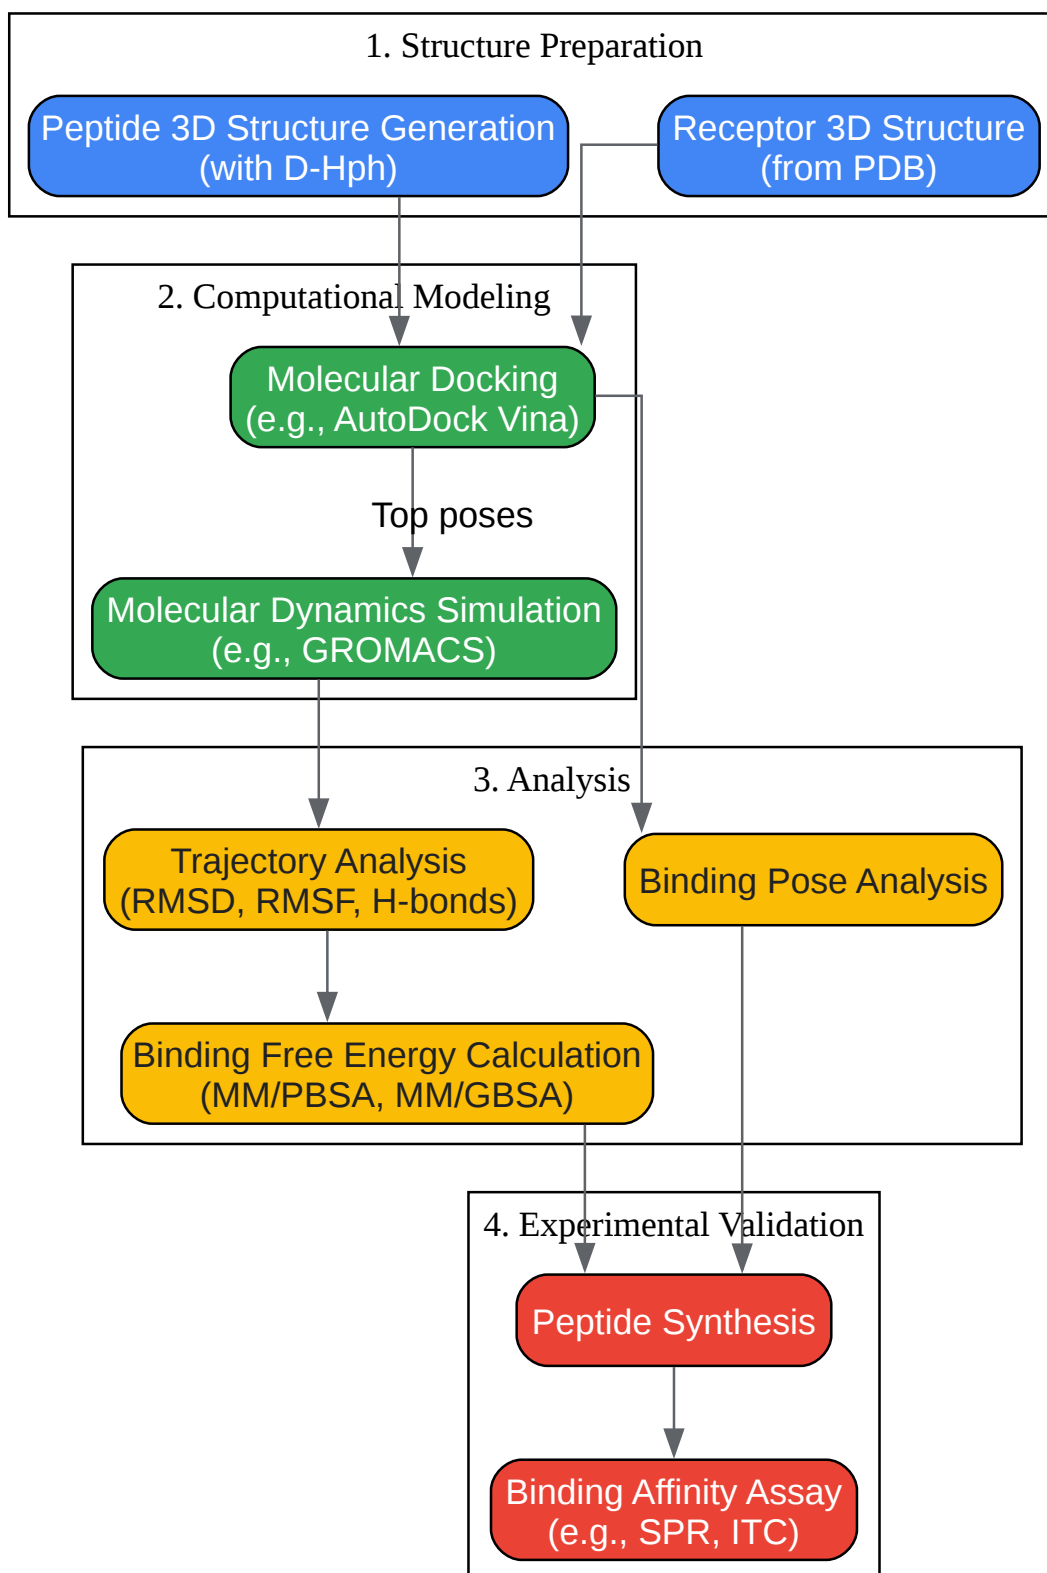 1. Structure Preparation
Peptide 3D Structure Generation
(with D-Hph)
Receptor 3D Structure
(from PDB)
2. Computational Modeling
Molecular Docking
(e.g., AutoDock Vina)
Top poses
Molecular Dynamics Simulation
(e.g., GROMACS)
3. Analysis
Trajectory Analysis
(RMSD, RMSF, H-bonds)
Binding Pose Analysis
Binding Free Energy Calculation
(MM/PBSA, MM/GBSA)
4. Experimental Validation
Peptide Synthesis
Binding Affinity Assay
(e.g., SPR, ITC)